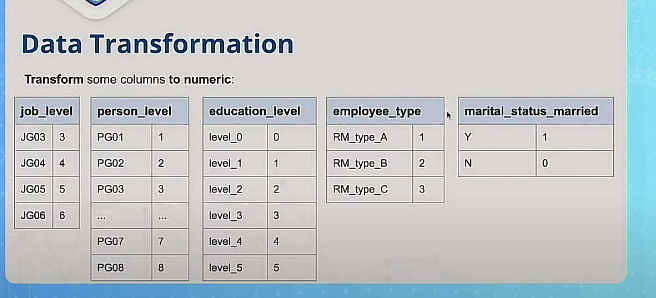 Data Transformation
Transform some columns to numeric:
job_level
JG03 3
JG04 4
JG05 5
JG06 6
person_level
PG01 1
PG02 2
PG03 3
... ...
PG07 7
PG08 8
education_level
level_0 0
level_1 1
level_2 2
level_3 3
level_4 4
level_5 5
employee_type
RM_type_A 1
RM_type_B 2
RM_type_C 3
marital_status_married
Y 1
N 0